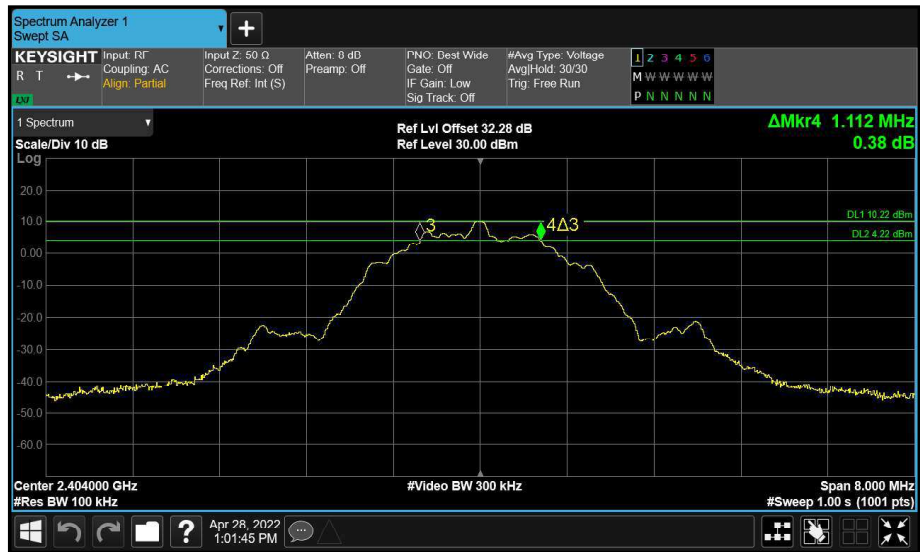 Spectrum Analyzer 1
Swept SA
+
KEYSIGHT Input: RF Input Z: 50 Ω Atten: 8 dB PNO: Best Wide #Avg Type: Voltage 1 2 3 4 5 6
R T Coupling: AC Corrections: Off Preamp: Off Gate: Off Avg|Hold: 30/30 M W W W W W
Align: Partial Freq Ref: Int (S) IF Gain: Low Trig: Free Run
LXI Sig Track: Off P N N N N N
1 Spectrum Ref Lvl Offset 32.28 dB ΔMkr4 1.112 MHz
Scale/Div 10 dB Ref Level 30.00 dBm 0.38 dB
Log
20.0
10.0
0.00
-10.0
-20.0
-30.0
-40.0
-50.0
-60.0
3
4Δ3
DL1 10.22 dBm
DL2 4.22 dBm
Center 2.404000 GHz #Video BW 300 kHz Span 8.000 MHz
#Res BW 100 kHz #Sweep 1.00 s (1001 pts)
? Apr 28, 2022
1:01:45 PM